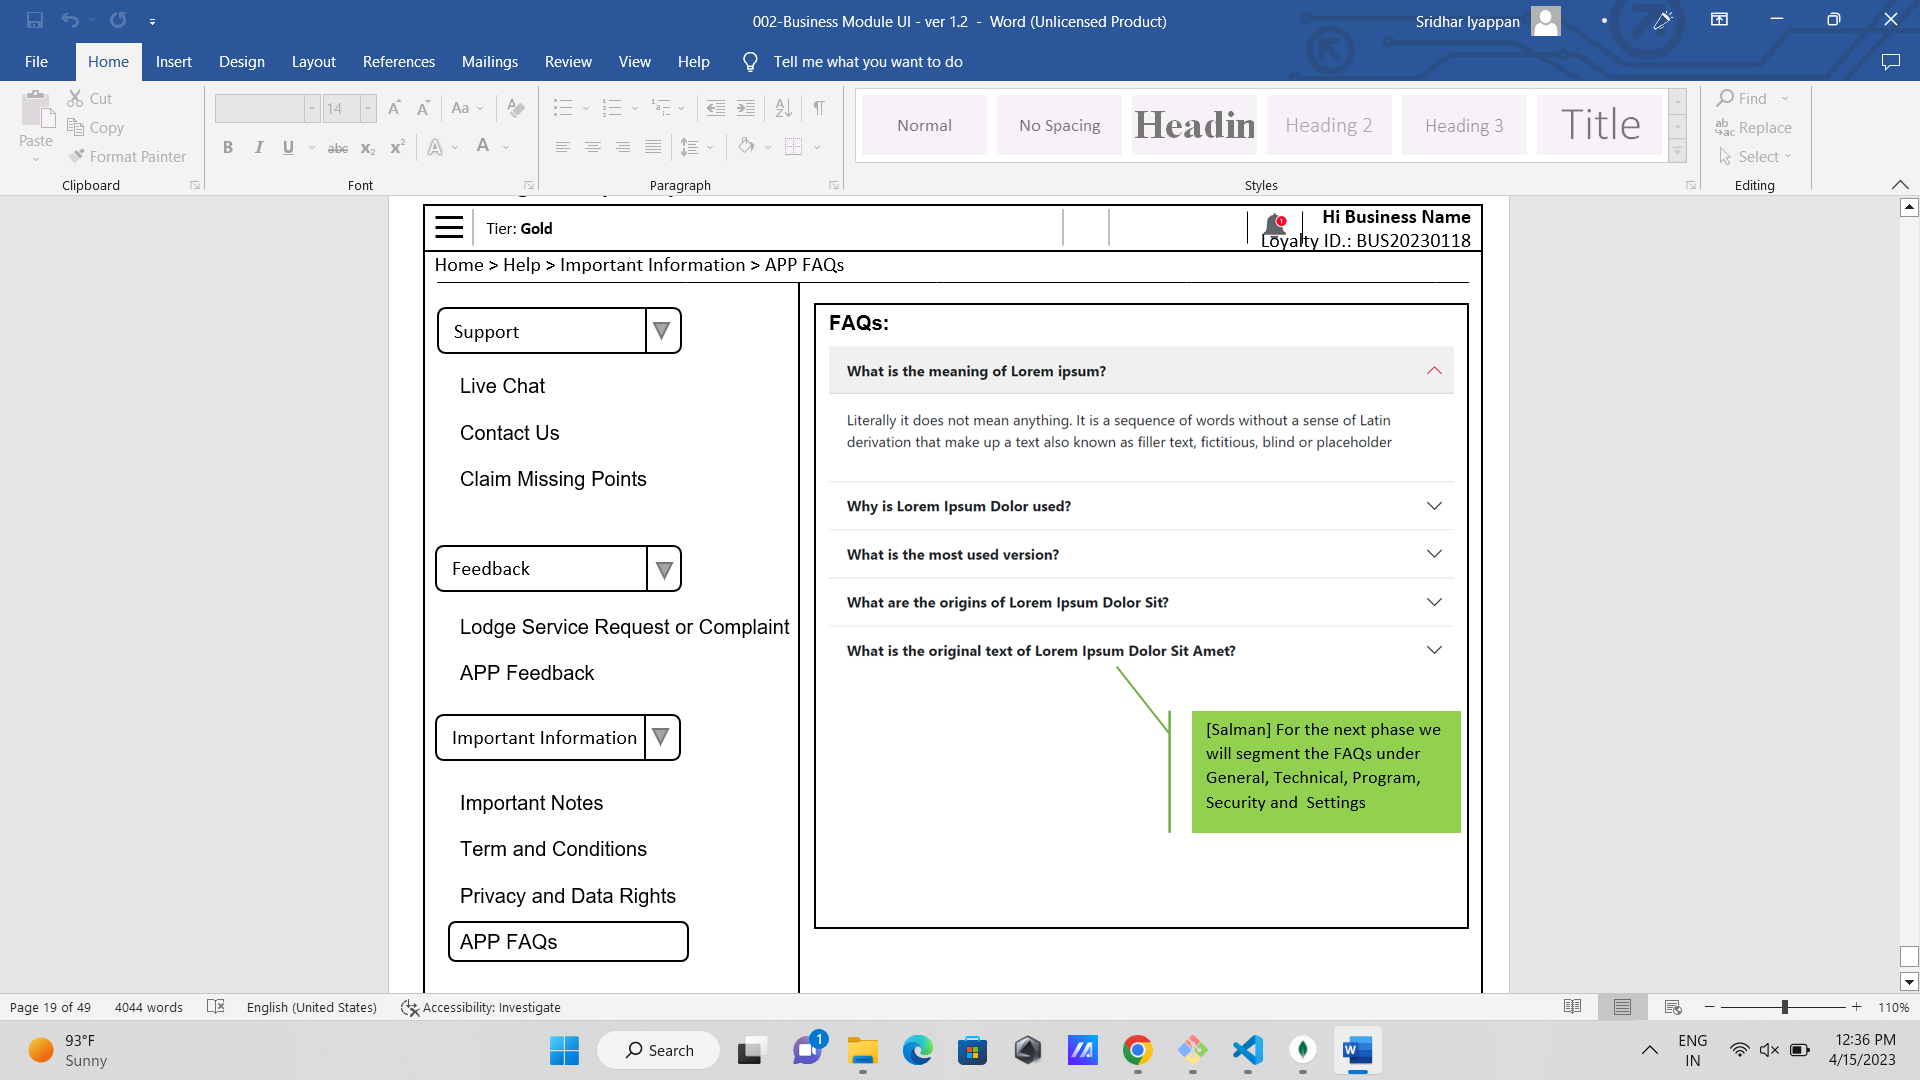 002-Business Module UI - ver 1.2 - Word (Unlicensed Product)
Sridhar Iyappan
File Home Insert Design Layout References Mailings Review View Help Tell me what you want to do
Paste
Cut
Copy
Format Painter
Clipboard
14
Aa
B I U abc x₂ x² A A
Font
Paragraph
Normal
No Spacing
Headin
Heading 2
Heading 3
Title
Styles
Find
Replace
Select
Editing
Tier: Gold
1
Hi Business Name
Loyalty ID.: BUS20230118
Home > Help > Important Information > APP FAQs
Support
Live Chat
Contact Us
Claim Missing Points
Feedback
Lodge Service Request or Complaint
APP Feedback
Important Information
Important Notes
Term and Conditions
Privacy and Data Rights
APP FAQs
FAQs:
What is the meaning of Lorem ipsum?
Literally it does not mean anything. It is a sequence of words without a sense of Latin
derivation that make up a text also known as filler text, fictitious, blind or placeholder
Why is Lorem Ipsum Dolor used?
What is the most used version?
What are the origins of Lorem Ipsum Dolor Sit?
What is the original text of Lorem Ipsum Dolor Sit Amet?
[Salman] For the next phase we
will segment the FAQs under
General, Technical, Program,
Security and Settings
Page 19 of 49 4044 words English (United States) Accessibility: Investigate
110%
93°F
Sunny
Search
1
ENG
IN
12:36 PM
4/15/2023